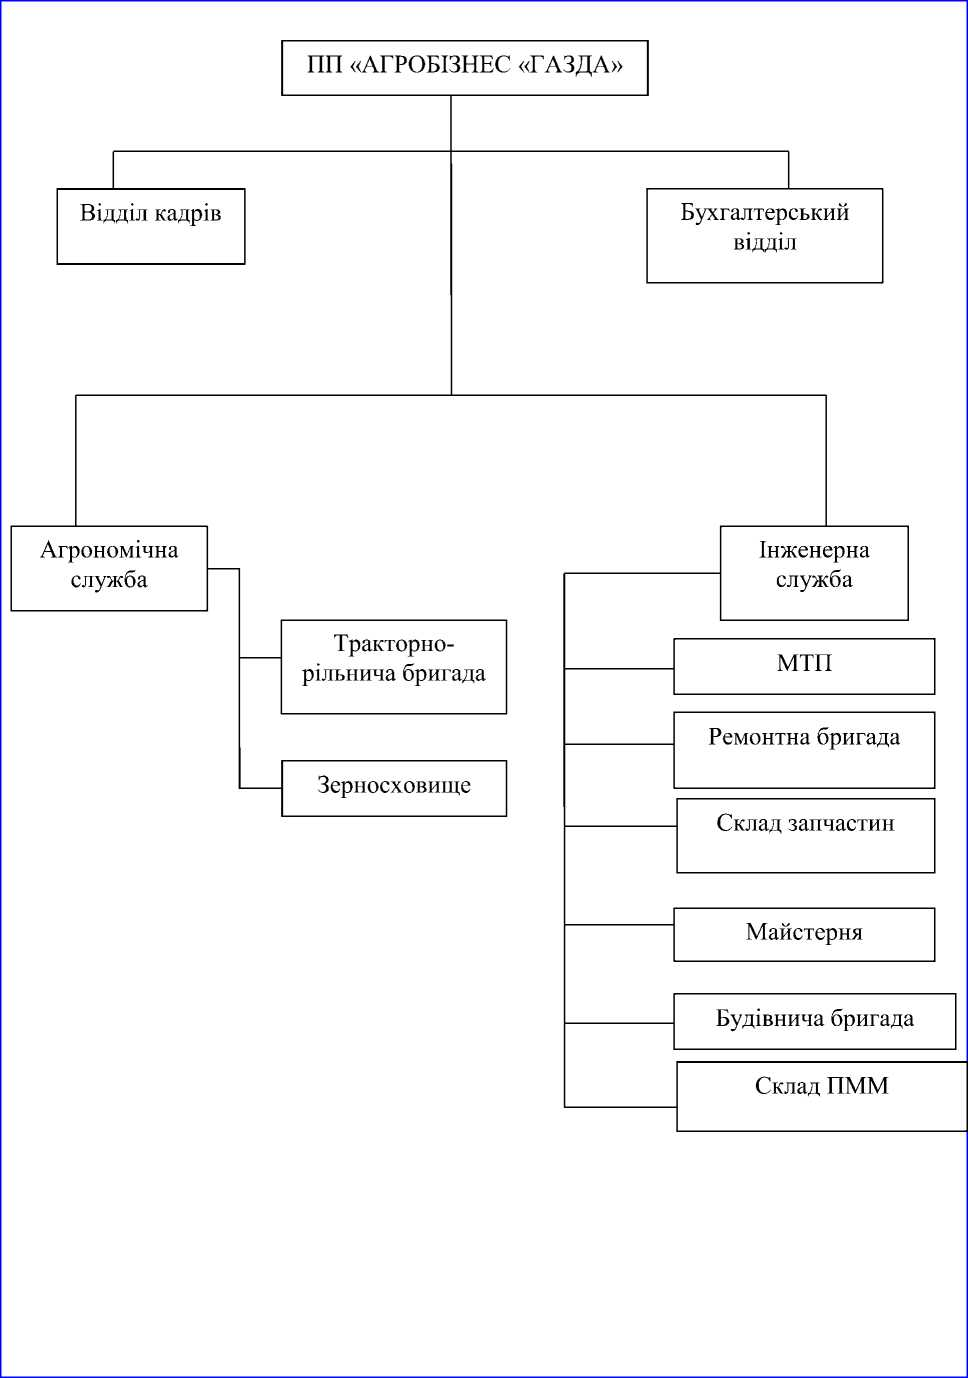 ПП «АГРОБІЗНЕС «ГАЗДА»
Відділ кадрів
Бухгалтерський
відділ
Агрономічна
служба
Інженерна
служба
Тракторно-
рільнича бригада
Зерносховище
МТП
Ремонтна бригада
Склад запчастин
Майстерня
Будівнича бригада
Склад ПММ